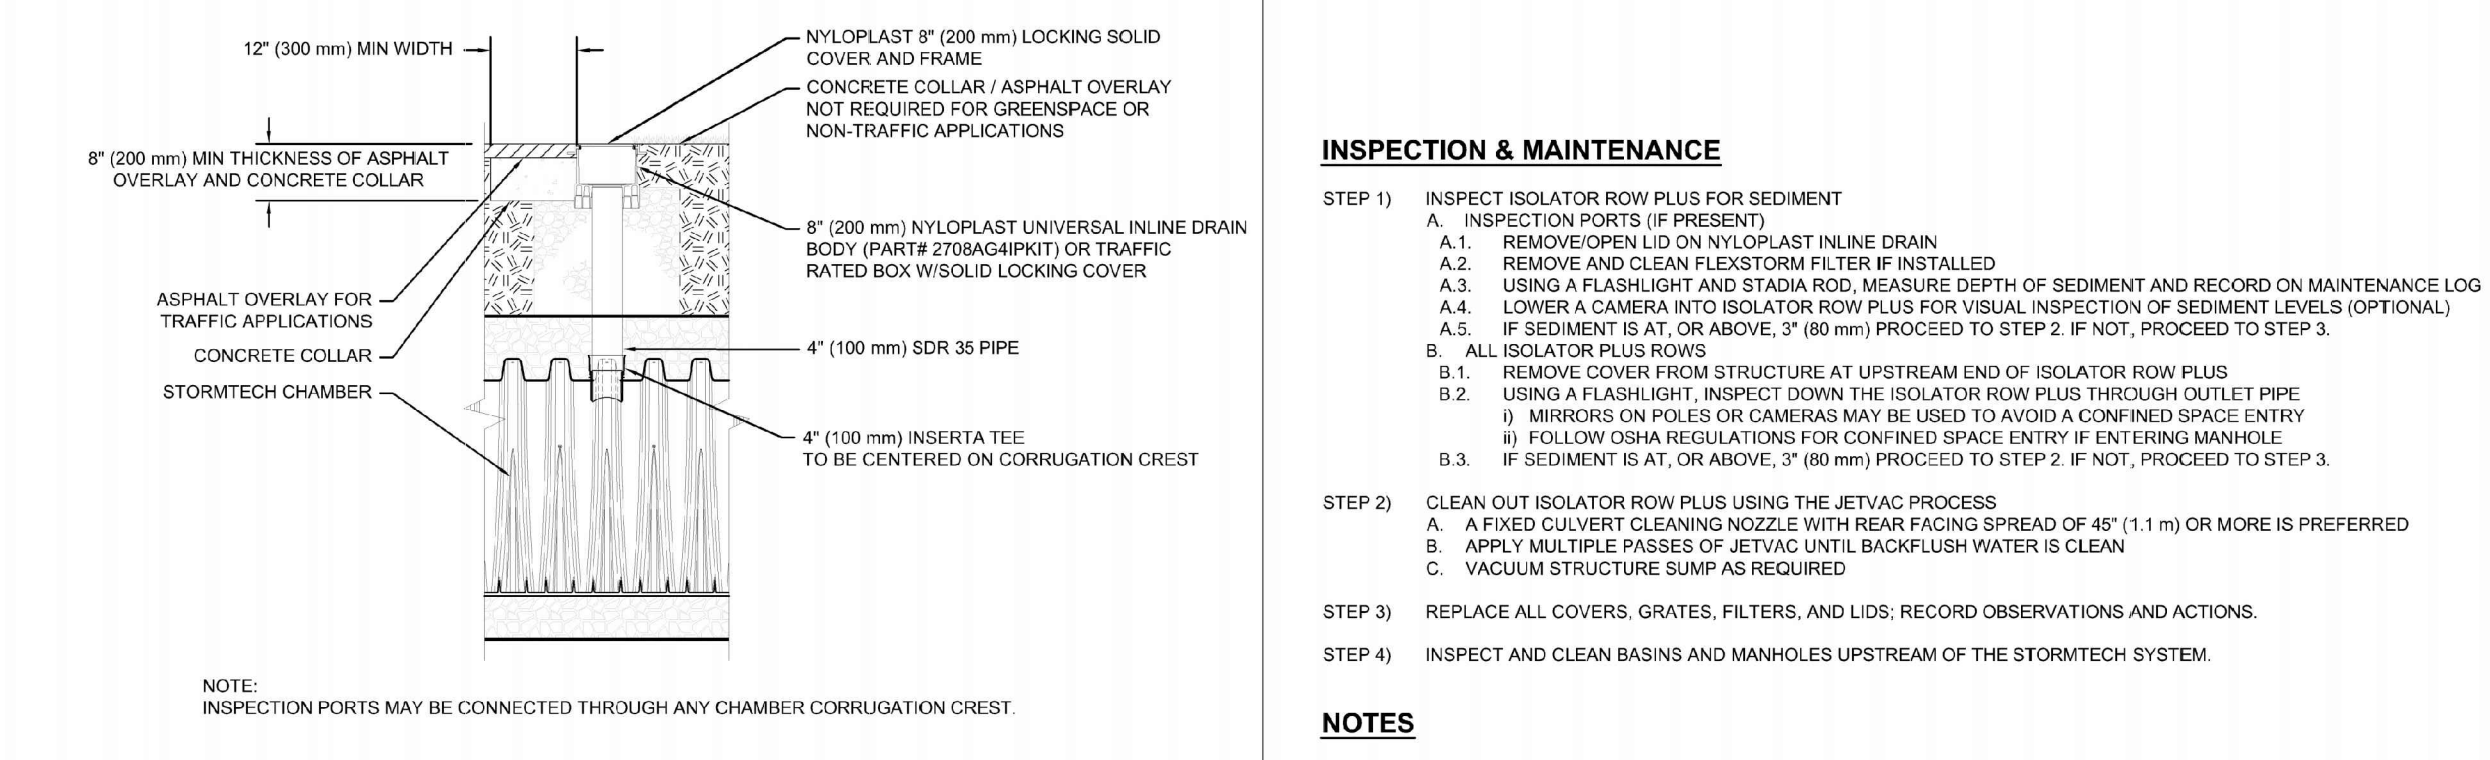 12" (300 mm) MIN WIDTH
8" (200 mm) MIN THICKNESS OF ASPHALT
OVERLAY AND CONCRETE COLLAR
ASPHALT OVERLAY FOR
TRAFFIC APPLICATIONS
CONCRETE COLLAR
STORMTECH CHAMBER
NYLOPLAST 8" (200 mm) LOCKING SOLID
COVER AND FRAME
CONCRETE COLLAR / ASPHALT OVERLAY
NOT REQUIRED FOR GREENSPACE OR
NON-TRAFFIC APPLICATIONS
8" (200 mm) NYLOPLAST UNIVERSAL INLINE DRAIN
BODY (PART# 2708AG4IPKIT) OR TRAFFIC
RATED BOX W/SOLID LOCKING COVER
4" (100 mm) SDR 35 PIPE
4" (100 mm) INSERTA TEE
TO BE CENTERED ON CORRUGATION CREST
NOTE:
INSPECTION PORTS MAY BE CONNECTED THROUGH ANY CHAMBER CORRUGATION CREST.
INSPECTION & MAINTENANCE
STEP 1) INSPECT ISOLATOR ROW PLUS FOR SEDIMENT
A. INSPECTION PORTS (IF PRESENT)
A.1. REMOVE/OPEN LID ON NYLOPLAST INLINE DRAIN
A.2. REMOVE AND CLEAN FLEXSTORM FILTER IF INSTALLED
A.3. USING A FLASHLIGHT AND STADIA ROD, MEASURE DEPTH OF SEDIMENT AND RECORD ON MAINTENANCE LOG
A.4. LOWER A CAMERA INTO ISOLATOR ROW PLUS FOR VISUAL INSPECTION OF SEDIMENT LEVELS (OPTIONAL)
A.5. IF SEDIMENT IS AT, OR ABOVE, 3" (80 mm) PROCEED TO STEP 2. IF NOT, PROCEED TO STEP 3.
B. ALL ISOLATOR PLUS ROWS
B.1. REMOVE COVER FROM STRUCTURE AT UPSTREAM END OF ISOLATOR ROW PLUS
B.2. USING A FLASHLIGHT, INSPECT DOWN THE ISOLATOR ROW PLUS THROUGH OUTLET PIPE
i) MIRRORS ON POLES OR CAMERAS MAY BE USED TO AVOID A CONFINED SPACE ENTRY
ii) FOLLOW OSHA REGULATIONS FOR CONFINED SPACE ENTRY IF ENTERING MANHOLE
B.3. IF SEDIMENT IS AT, OR ABOVE, 3" (80 mm) PROCEED TO STEP 2. IF NOT, PROCEED TO STEP 3.
STEP 2) CLEAN OUT ISOLATOR ROW PLUS USING THE JETVAC PROCESS
A. A FIXED CULVERT CLEANING NOZZLE WITH REAR FACING SPREAD OF 45" (1.1 m) OR MORE IS PREFERRED
B. APPLY MULTIPLE PASSES OF JETVAC UNTIL BACKFLUSH WATER IS CLEAN
C. VACUUM STRUCTURE SUMP AS REQUIRED
STEP 3) REPLACE ALL COVERS, GRATES, FILTERS, AND LIDS; RECORD OBSERVATIONS AND ACTIONS.
STEP 4) INSPECT AND CLEAN BASINS AND MANHOLES UPSTREAM OF THE STORMTECH SYSTEM.
NOTES